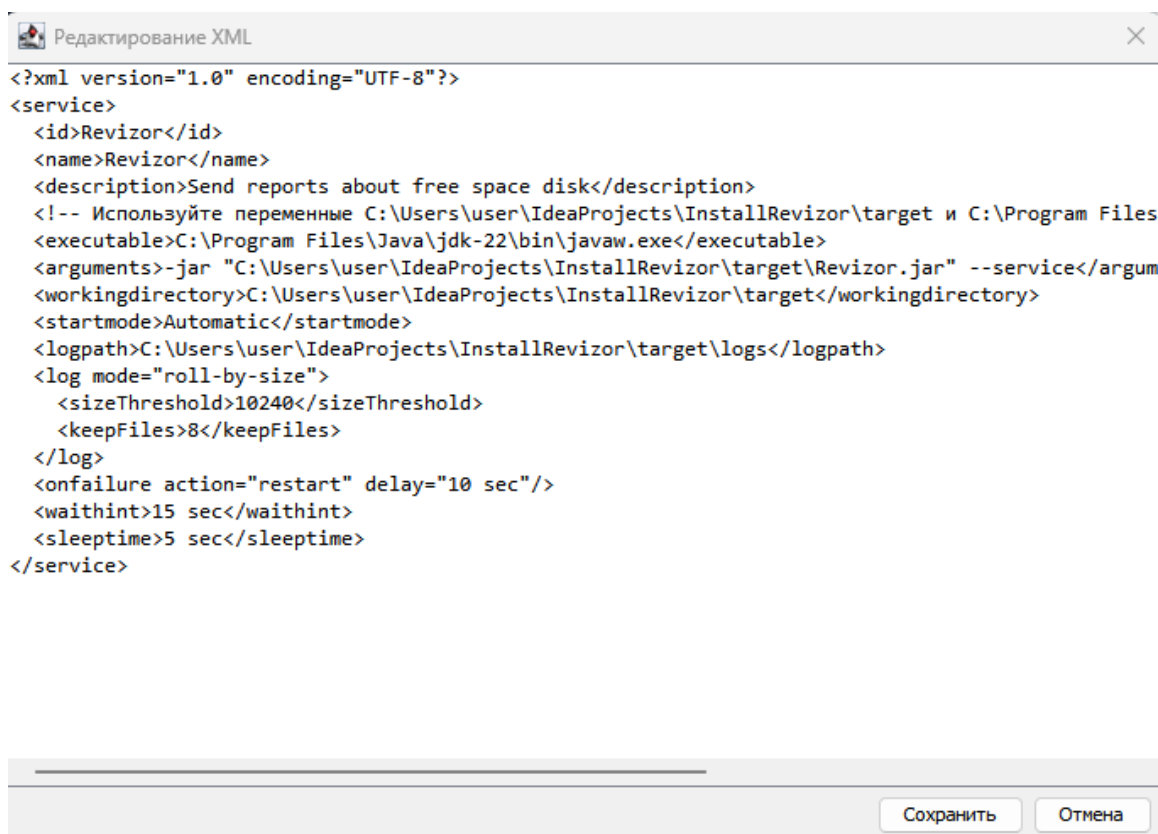 Редактирование XML
<?xml version="1.0" encoding="UTF-8"?>
<service>
  <id>Revizor</id>
  <name>Revizor</name>
  <description>Send reports about free space disk</description>
  <!-- Используйте переменные C:\Users\user\IdeaProjects\InstallRevizor\target и C:\Program Files
  <executable>C:\Program Files\Java\jdk-22\bin\javaw.exe</executable>
  <arguments>-jar "C:\Users\user\IdeaProjects\InstallRevizor\target\Revizor.jar" --service</argum
  <workingdirectory>C:\Users\user\IdeaProjects\InstallRevizor\target</workingdirectory>
  <startmode>Automatic</startmode>
  <logpath>C:\Users\user\IdeaProjects\InstallRevizor\target\logs</logpath>
  <log mode="roll-by-size">
    <sizeThreshold>10240</sizeThreshold>
    <keepFiles>8</keepFiles>
  </log>
  <onfailure action="restart" delay="10 sec"/>
  <waithint>15 sec</waithint>
  <sleeptime>5 sec</sleeptime>
</service>
Сохранить Отмена